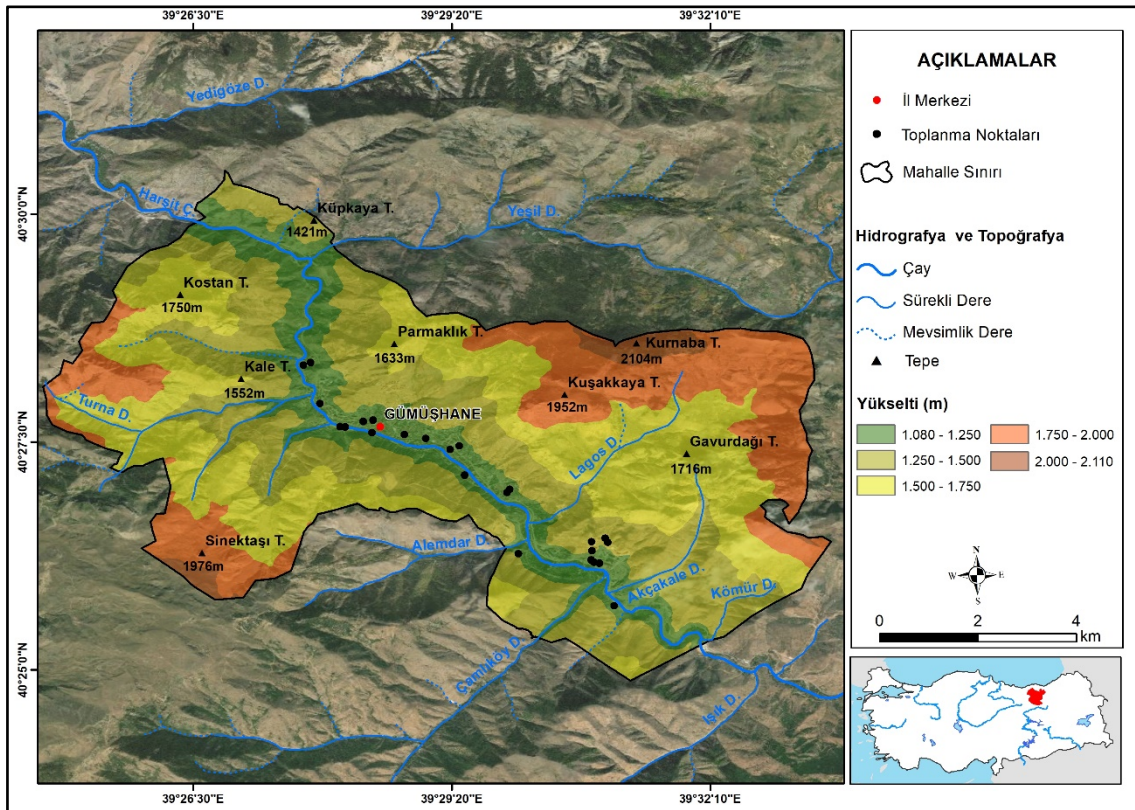 39°26'30"E
39°29'20"E
39°32'10"E
40°30'0"N
40°27'30"N
40°25'0"N
Yedigöze D.
Harşit Ç.
Küpkaya T.
1421m
Yeşil D.
Kostan T.
1750m
Parmaklık T.
1633m
Kurnaba T.
2104m
Kale T.
1552m
Kuşakkaya T.
1952m
Turna D.
GÜMÜŞHANE
Lagos D.
Gavurdağı T.
1716m
Sinektaşı T.
1976m
Alemdar D.
Akçakale D.
Kömür D.
Çamlıköy D.
Işık D.
39°26'30"E
39°29'20"E
39°32'10"E
AÇIKLAMALAR
İl Merkezi
Toplanma Noktaları
Mahalle Sınırı
Hidrografya ve Topoğrafya
Çay
Sürekli Dere
Mevsimlik Dere
Tepe
Yükselti (m)
1.080 - 1.250
1.750 - 2.000
1.250 - 1.500
2.000 - 2.110
1.500 - 1.750
N
W
E
S
0 2 4
km